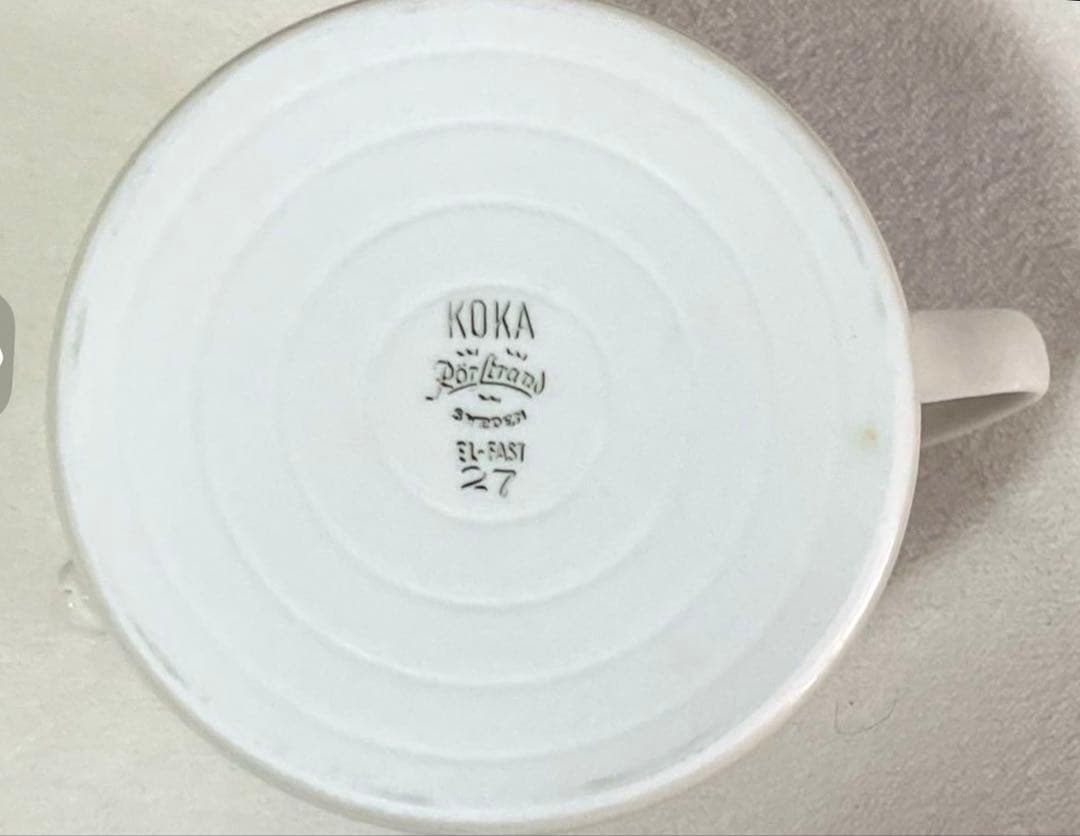 KOKA
Rörstrand
SWEDEN
EL-FAST
27